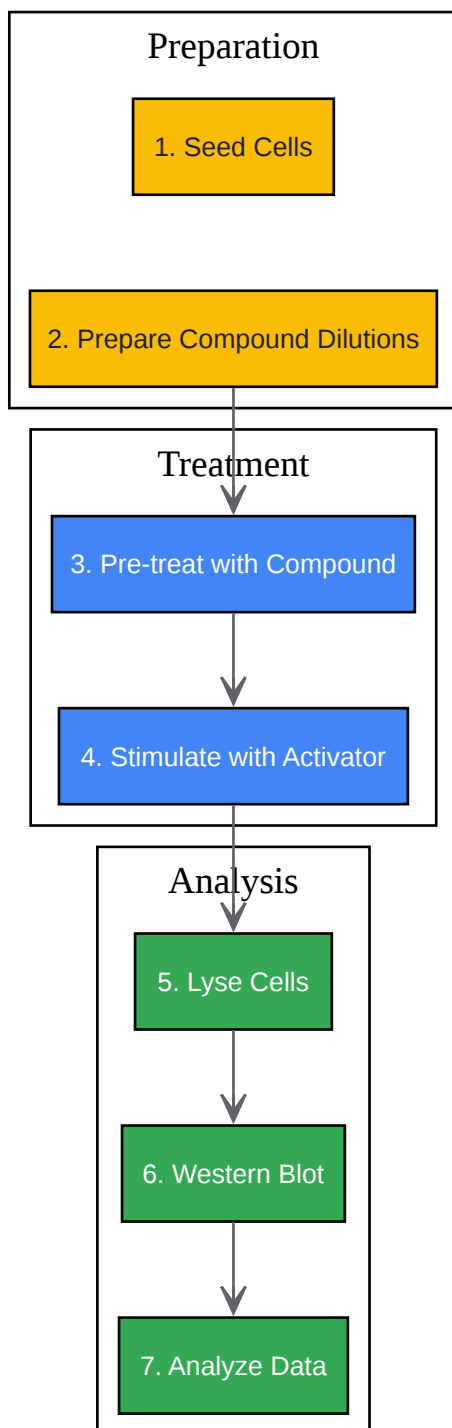 Preparation
1. Seed Cells
2. Prepare Compound Dilutions
Treatment
3. Pre-treat with Compound
4. Stimulate with Activator
Analysis
5. Lyse Cells
6. Western Blot
7. Analyze Data